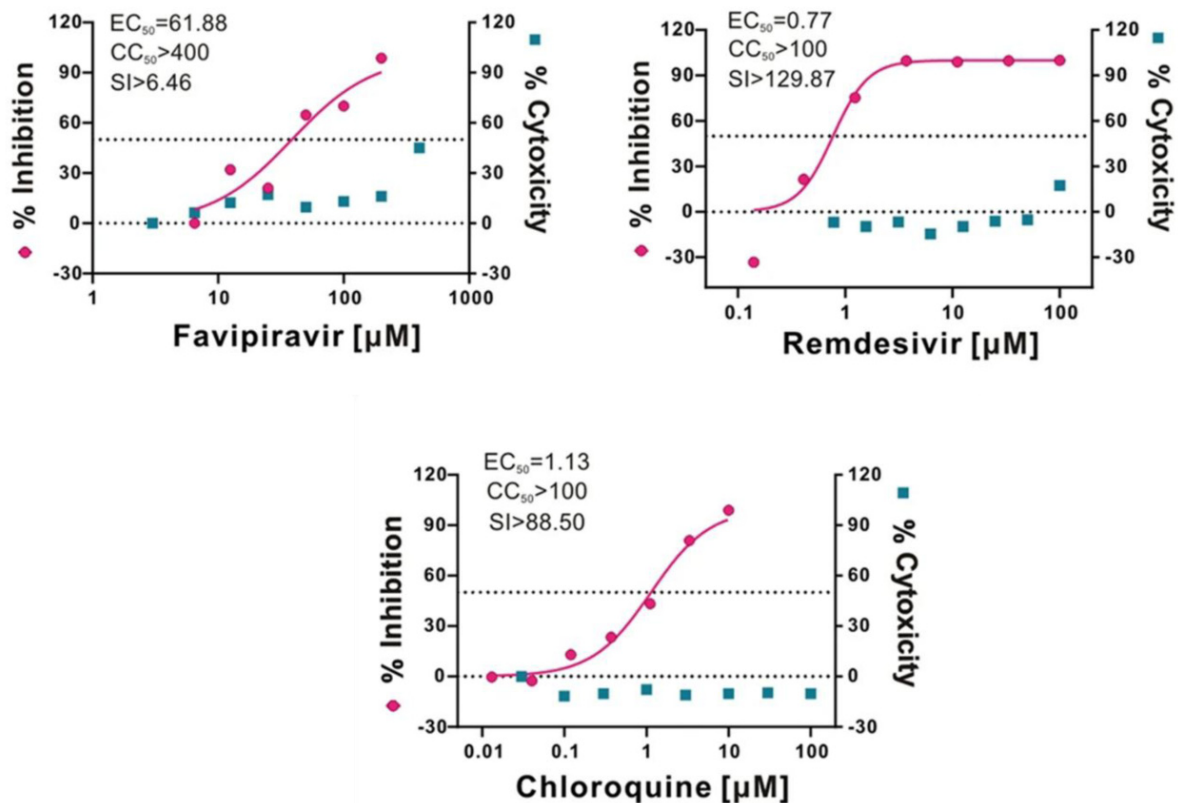 EC₅₀=61.88
CC₅₀>400
SI>6.46
120
90
60
30
0
-30
% Inhibition
120
90
60
30
0
-30
% Cytoxicity
1 10 100 1000
Favipiravir [µM]
EC₅₀=0.77
CC₅₀>100
SI>129.87
120
90
60
30
0
-30
% Inhibition
120
90
60
30
0
-30
% Cytoxicity
0.1 1 10 100
Remdesivir [µM]
EC₅₀=1.13
CC₅₀>100
SI>88.50
120
90
60
30
0
-30
% Inhibition
120
90
60
30
0
-30
% Cytoxicity
0.01 0.1 1 10 100
Chloroquine [µM]